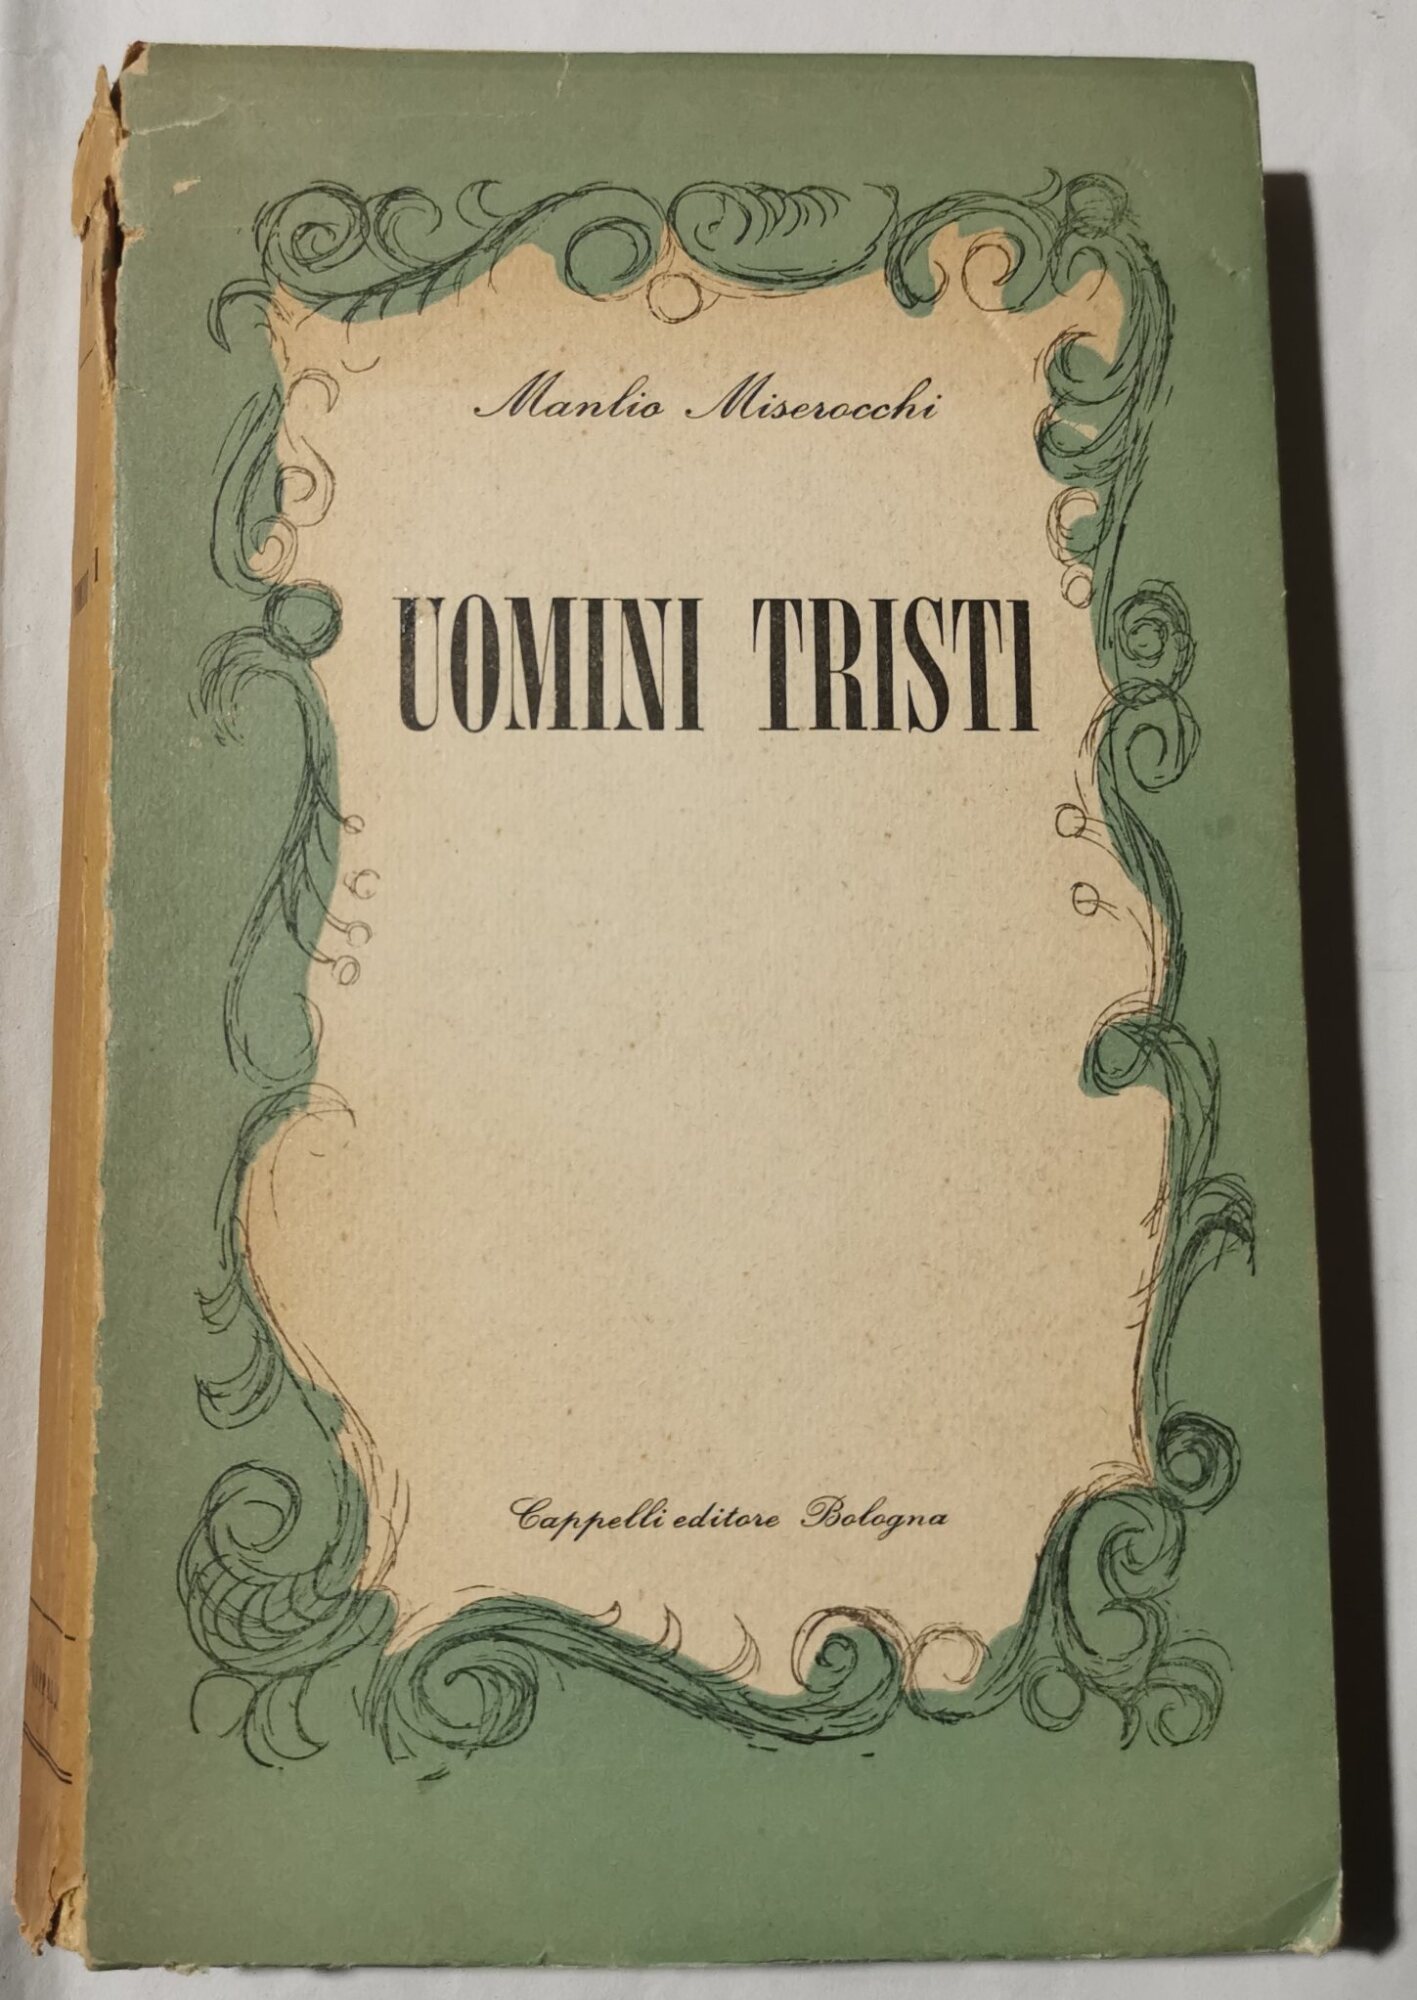 Manlio Miserocchi
UOMINI TRISTI
Cappelli editore Bologna